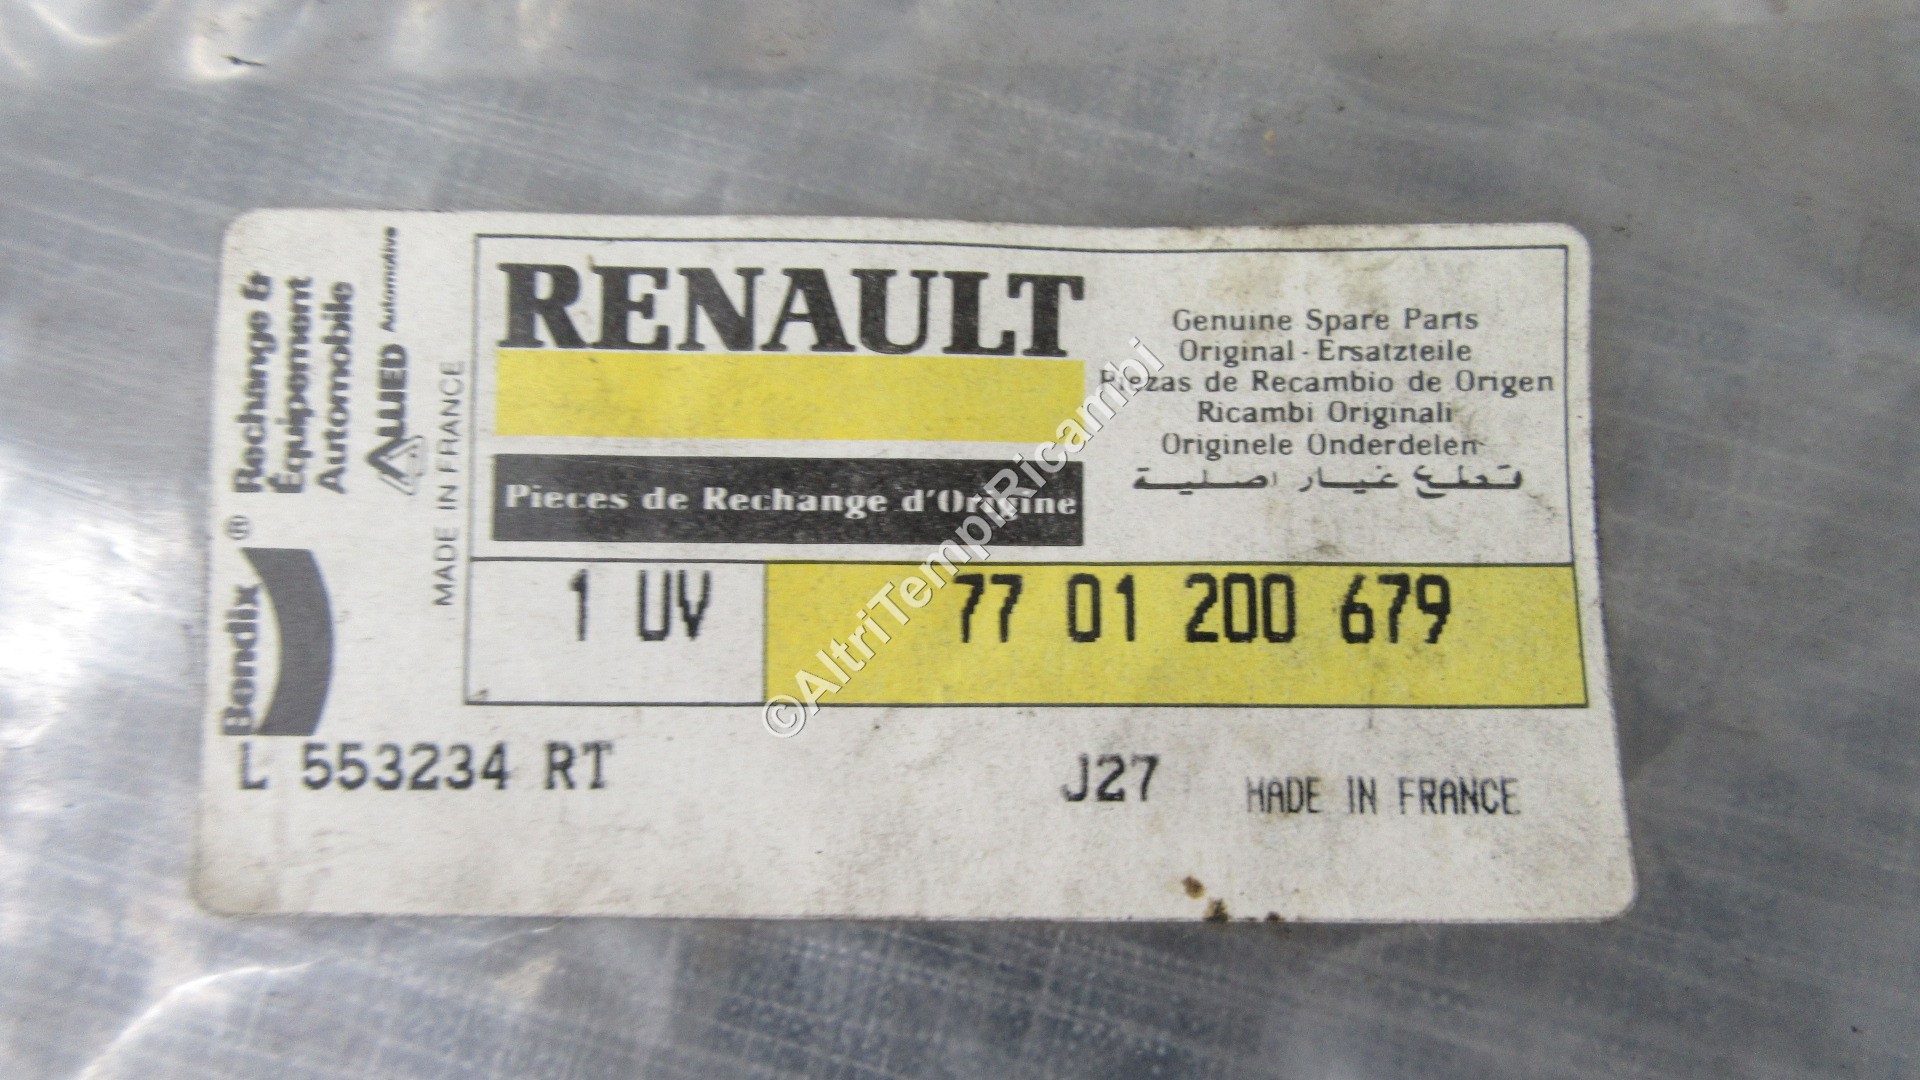 RENAULT
Pieces de Rechange d'Origine
Genuine Spare Parts
Original - Ersatzteile
Piezas de Recambio de Origen
Ricambi Originali
Originele Onderdelen
قطع غيار اصلية
1 UV
77 01 200 679
L 553234 RT
J27
MADE IN FRANCE
Bendix ®
Rechange &
Équipement
Automobile
ALLIED Automotive
MADE IN FRANCE
©AltriTempiRicambi